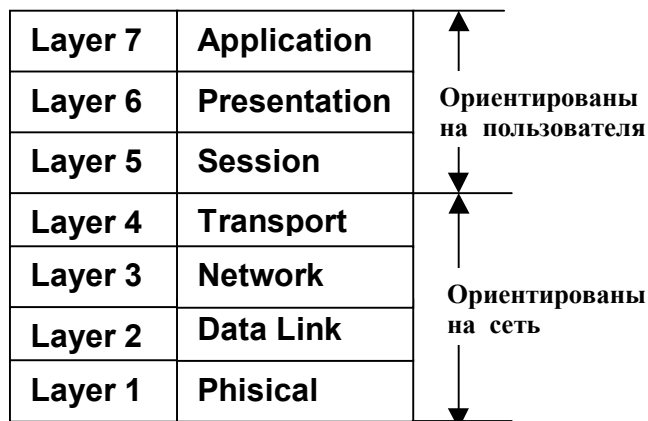 Layer 7 Application
Layer 6 Presentation
Layer 5 Session
Ориентированы
на пользователя
Layer 4 Transport
Layer 3 Network
Layer 2 Data Link
Layer 1 Phisical
Ориентированы
на сеть